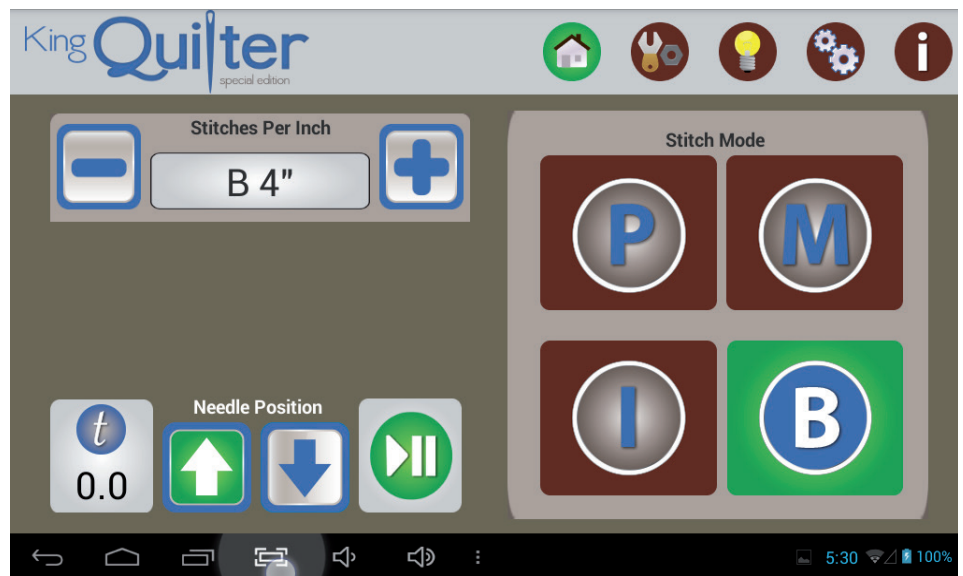 King Quilter
special edition
i
Stitches Per Inch
B 4"
Stitch Mode
P M
I B
Needle Position
t
0.0
5:30 100%